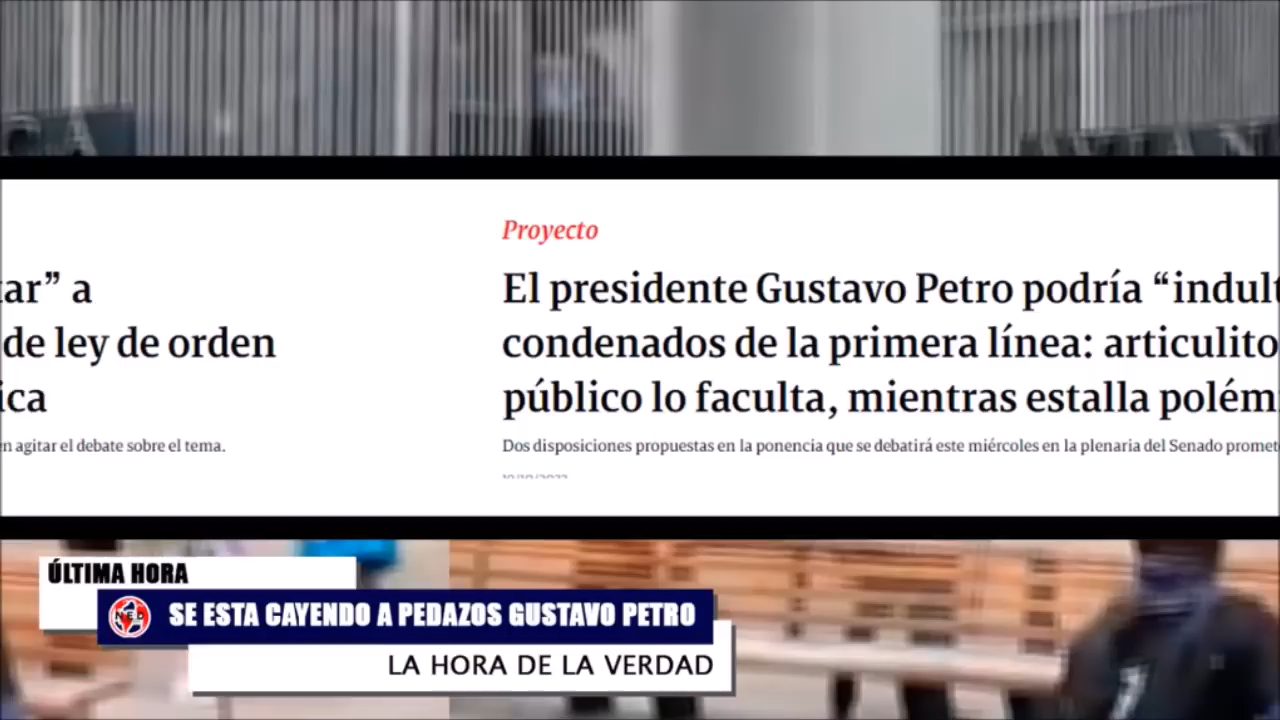 Proyecto
ar” a
de ley de orden
ica
El presidente Gustavo Petro podría “indult
condenados de la primera línea: articulito
público lo faculta, mientras estalla polém
n agitar el debate sobre el tema.
Dos disposiciones propuestas en la ponencia que se debatirá este miércoles en la plenaria del Senado promet
ÚLTIMA HORA
SE ESTA CAYENDO A PEDAZOS GUSTAVO PETRO
LA HORA DE LA VERDAD